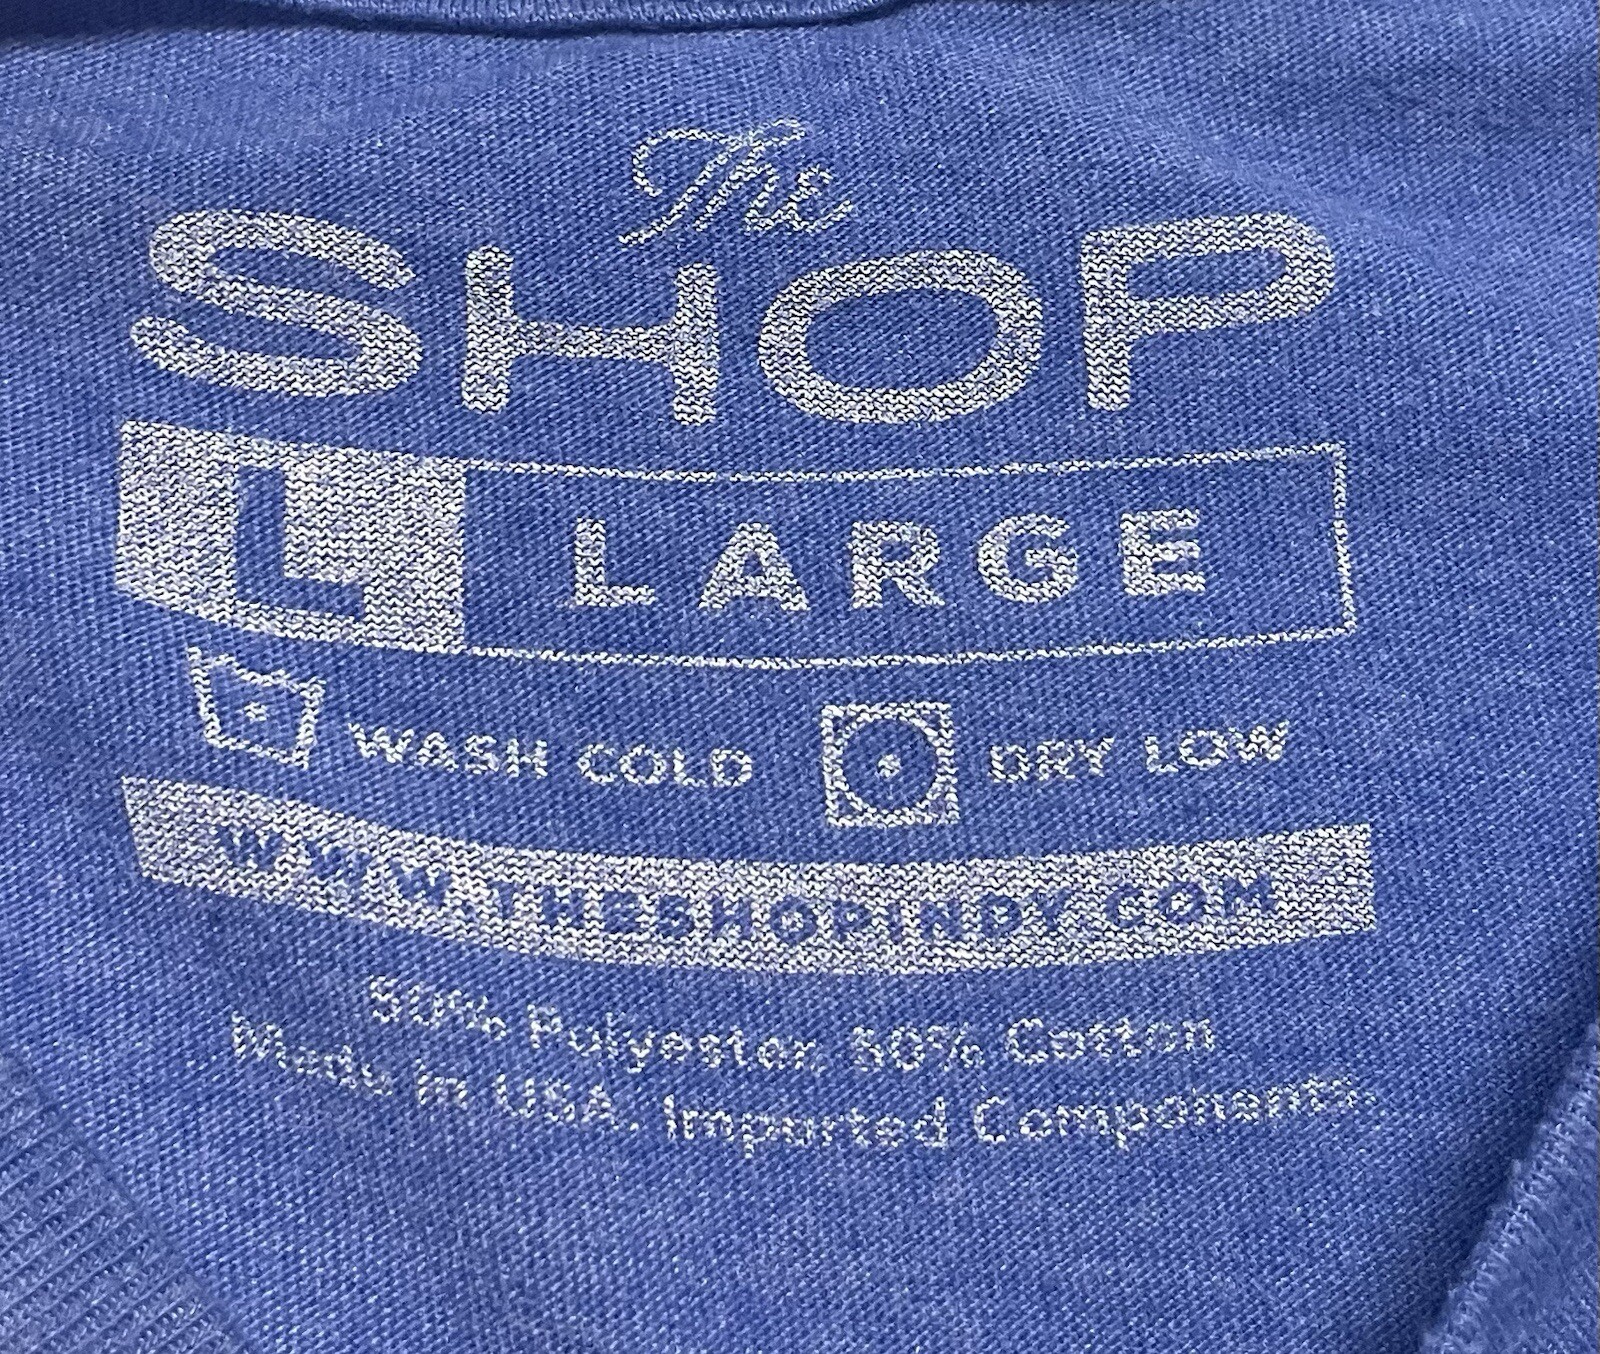 The
SHOP
L LARGE
WASH COLD DRY LOW
WWW.THESHOPINDY.COM
50% Polyester. 50% Cotton
Made in USA. Imported Components.